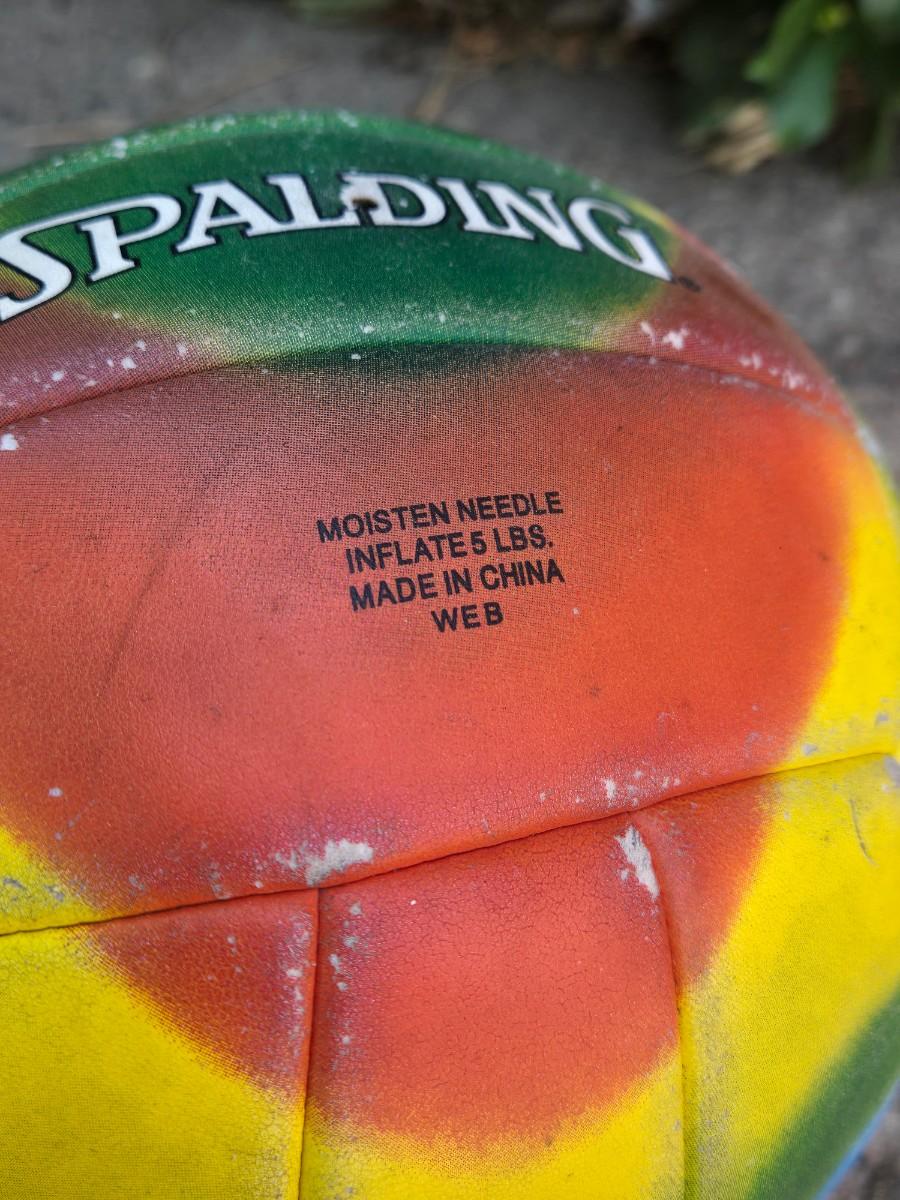 SPALDING®
MOISTEN NEEDLE
INFLATE 5 LBS.
MADE IN CHINA
WEB